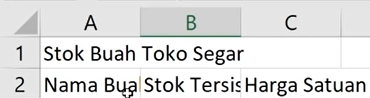 A B C
1 Stok Buah Toko Segar
2 Nama Bua Stok Tersis Harga Satuan